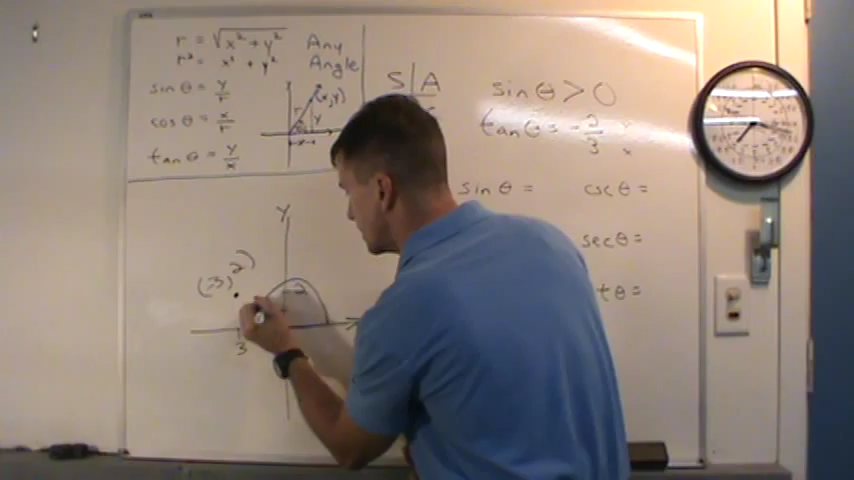 r = √x² + y²
r² = x² + y²
Any
Angle
sin θ = y/r
cos θ = x/r
tan θ = y/x
y
(x, y)
r
y
x
S | A
sin θ > 0
tan θ = -2/3
y
x
sin θ =
csc θ =
sec θ =
t θ =
y
(3, 2)
2
3